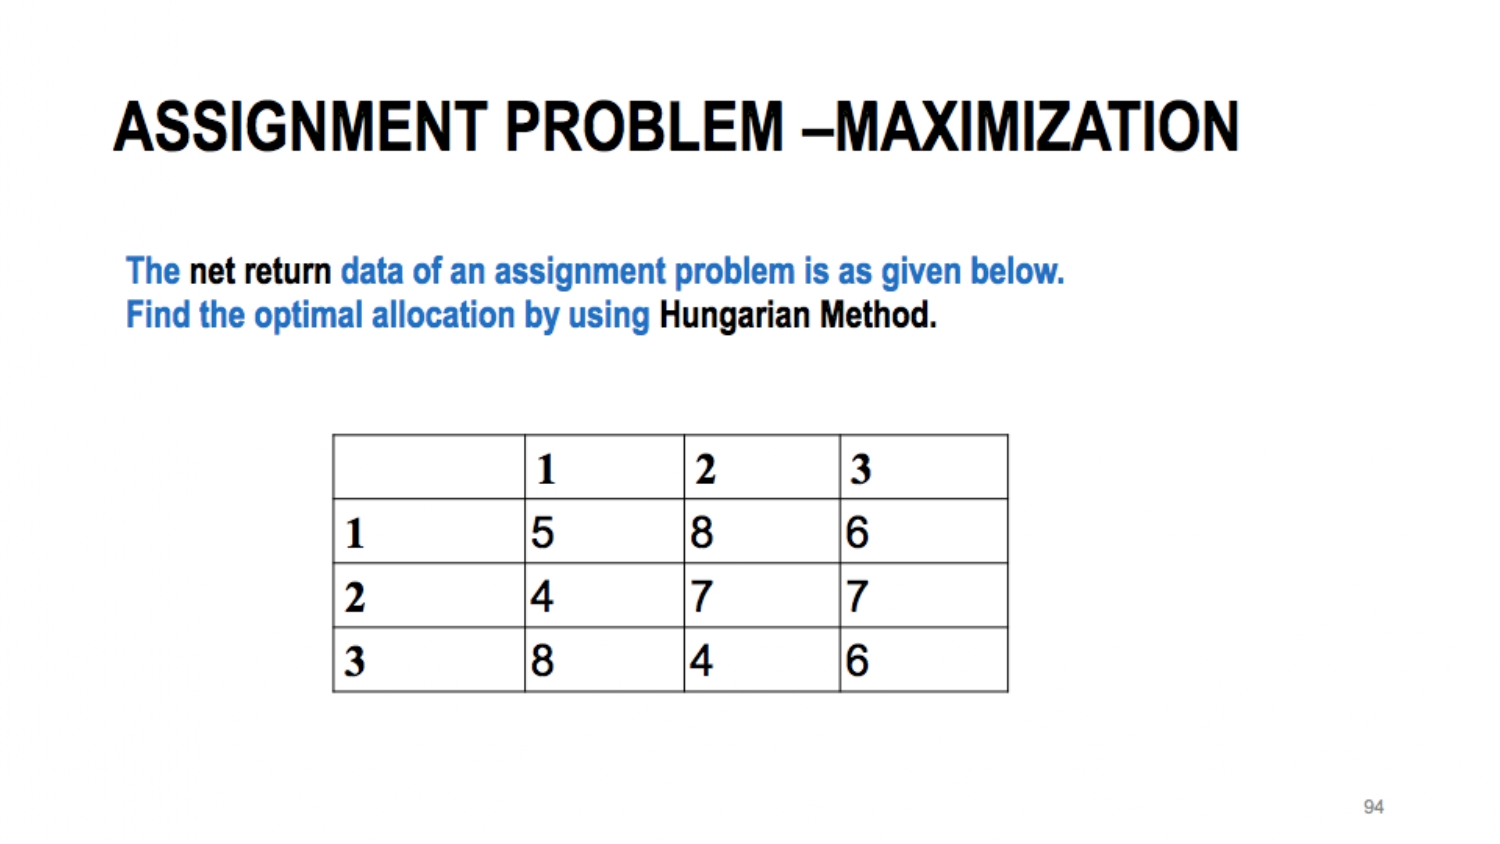 ASSIGNMENT PROBLEM –MAXIMIZATION
The net return data of an assignment problem is as given below.
Find the optimal allocation by using Hungarian Method.
1 2 3
1 5 8 6
2 4 7 7
3 8 4 6
94